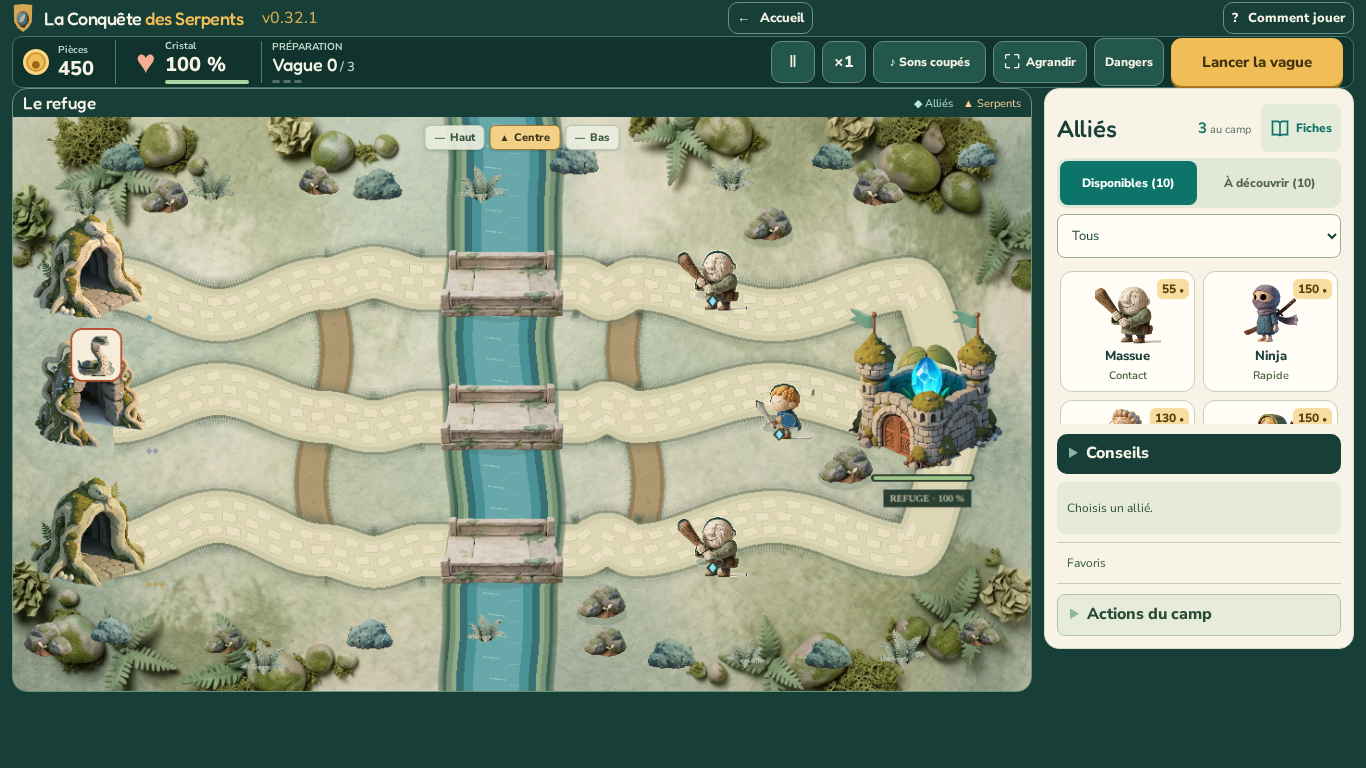 La Conquête des Serpents v0.32.1
← Accueil
? Comment jouer
Pièces
450
Cristal
100 %
PRÉPARATION
Vague 0 / 3
×1
♪ Sons coupés
Agrandir
Dangers
Lancer la vague
Le refuge
◆ Alliés ▲ Serpents
— Haut
▲ Centre
— Bas
REFUGE · 100 %
Alliés
3 au camp
Fiches
Disponibles (10)
À découvrir (10)
Tous
55 •
Massue
Contact
150 •
Ninja
Rapide
130 •
150 •
Conseils
Choisis un allié.
Favoris
Actions du camp